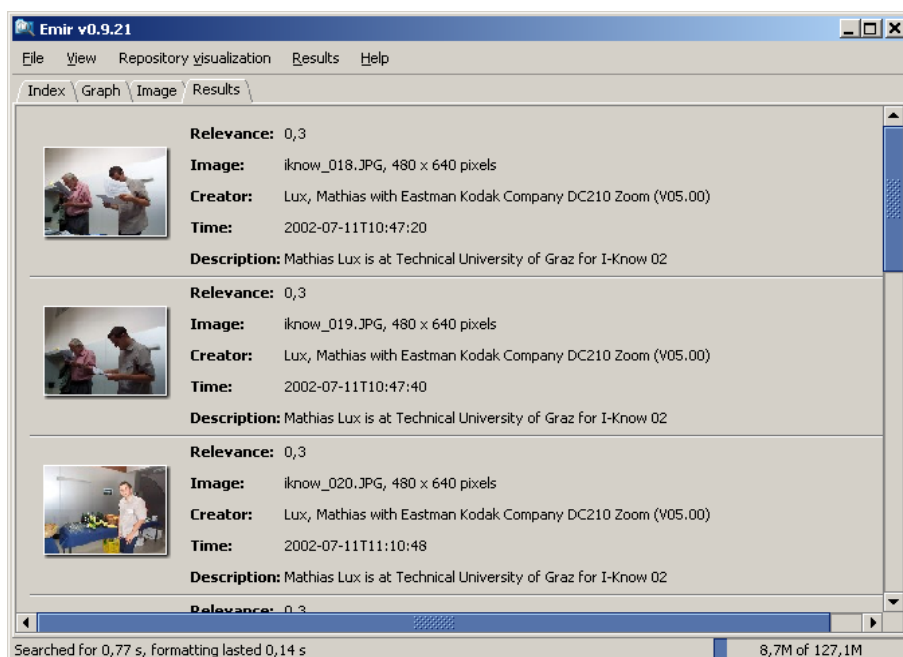 Emir v0.9.21
File View Repository visualization Results Help
Index Graph Image Results
Relevance: 0,3
Image: iknow_018.JPG, 480 x 640 pixels
Creator: Lux, Mathias with Eastman Kodak Company DC210 Zoom (V05.00)
Time: 2002-07-11T10:47:20
Description: Mathias Lux is at Technical University of Graz for I-Know 02
Relevance: 0,3
Image: iknow_019.JPG, 480 x 640 pixels
Creator: Lux, Mathias with Eastman Kodak Company DC210 Zoom (V05.00)
Time: 2002-07-11T10:47:40
Description: Mathias Lux is at Technical University of Graz for I-Know 02
Relevance: 0,3
Image: iknow_020.JPG, 480 x 640 pixels
Creator: Lux, Mathias with Eastman Kodak Company DC210 Zoom (V05.00)
Time: 2002-07-11T11:10:48
Description: Mathias Lux is at Technical University of Graz for I-Know 02
Relevance: 0,3
Searched for 0,77 s, formatting lasted 0,14 s 8,7M of 127,1M